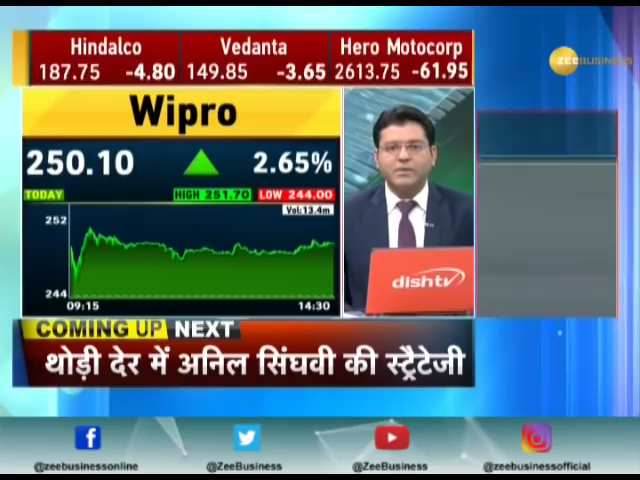 Hindalco Vedanta Hero Motocorp
187.75 -4.80 149.85 -3.65 2613.75 -61.95
ZEE BUSINESS
Wipro
250.10 2.65%
TODAY HIGH 251.70 LOW 244.00
Vol:13.4m
252
244
09:15 14:30
dishtv
COMING UP NEXT
थोड़ी देर में अनिल सिंघवी की स्ट्रैटेजी
@zeebusinessonline @ZeeBusiness @ZeeBusiness @zeebusinessofficial